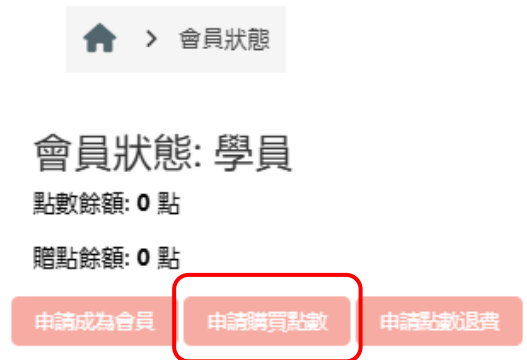 > 會員狀態
會員狀態: 學員
點數餘額: 0 點
贈點餘額: 0 點
申請成為會員 申請購買點數 申請點數退費